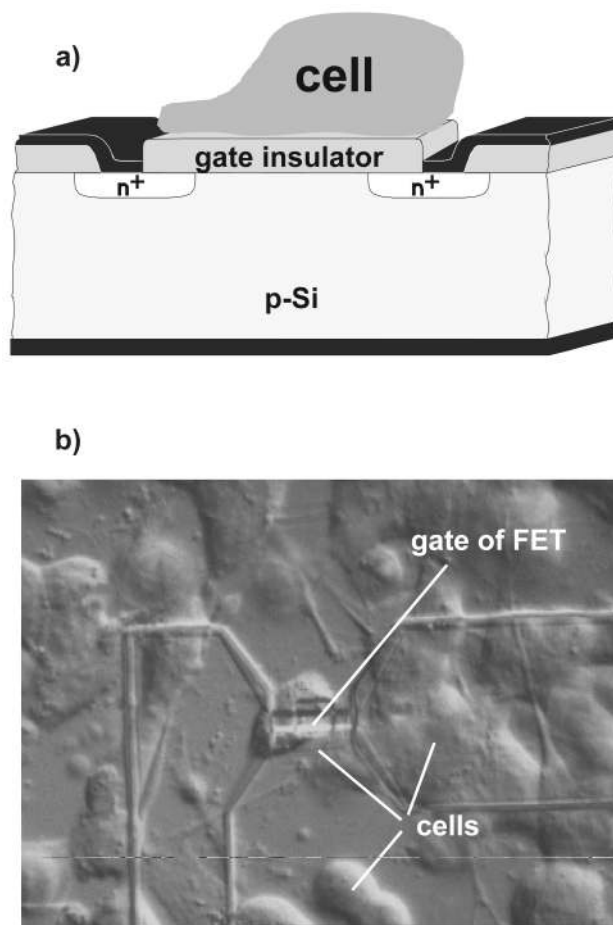 a)
cell
gate insulator
n+
n+
p-Si
b)
gate of FET
cells